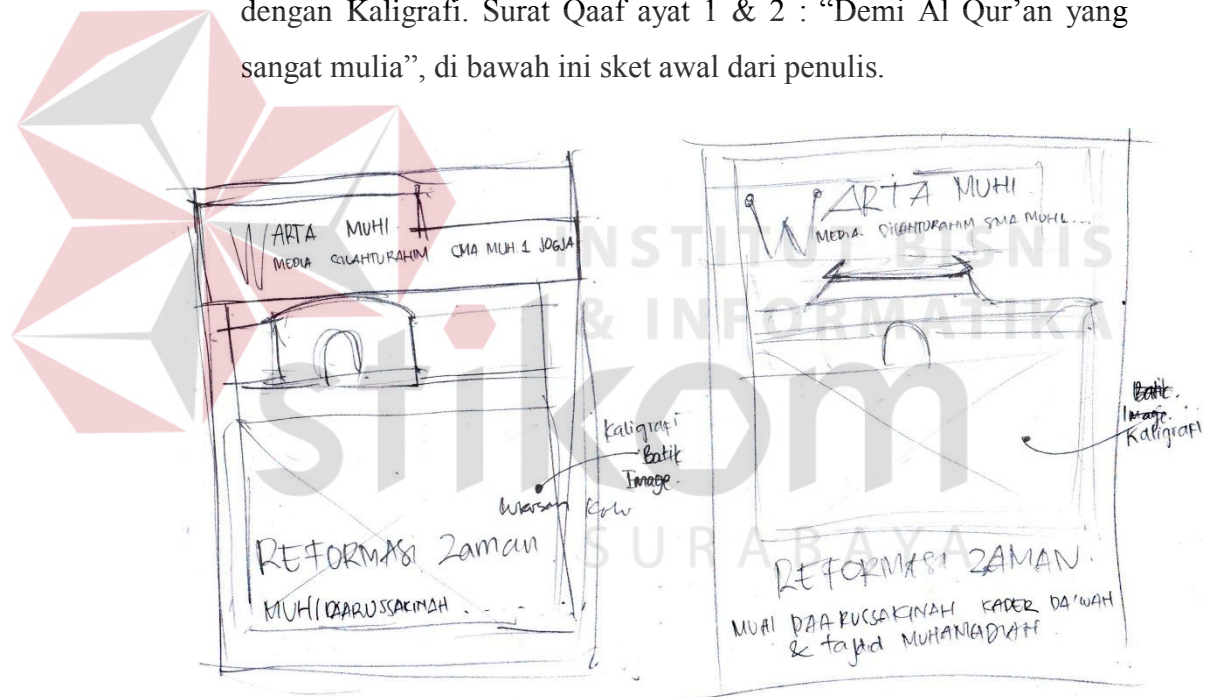 dengan Kaligrafi. Surat Qaaf ayat 1 & 2 : “Demi Al Qur’an yang
sangat mulia”, di bawah ini sket awal dari penulis.
WARTA MUHI
MEDIA SILAHTURAHIM SMA MUH 1 JOGJA
Kaligrafi
Batik
Image.
REFORMASI Zaman
MUHI DAARUSSAKINAH . . .
WARTA MUHI
MEDIA SILAHTURAHIM SMA MUHI...
Batik.
Image.
Kaligrafi
REFORMASI ZAMAN.
MUHI DAARUSSAKINAH KADER DA'WAH
& tajdid MUHAMADIYAH
INSTITUT BISNIS
& INFORMATIKA
stikom
SURABAYA